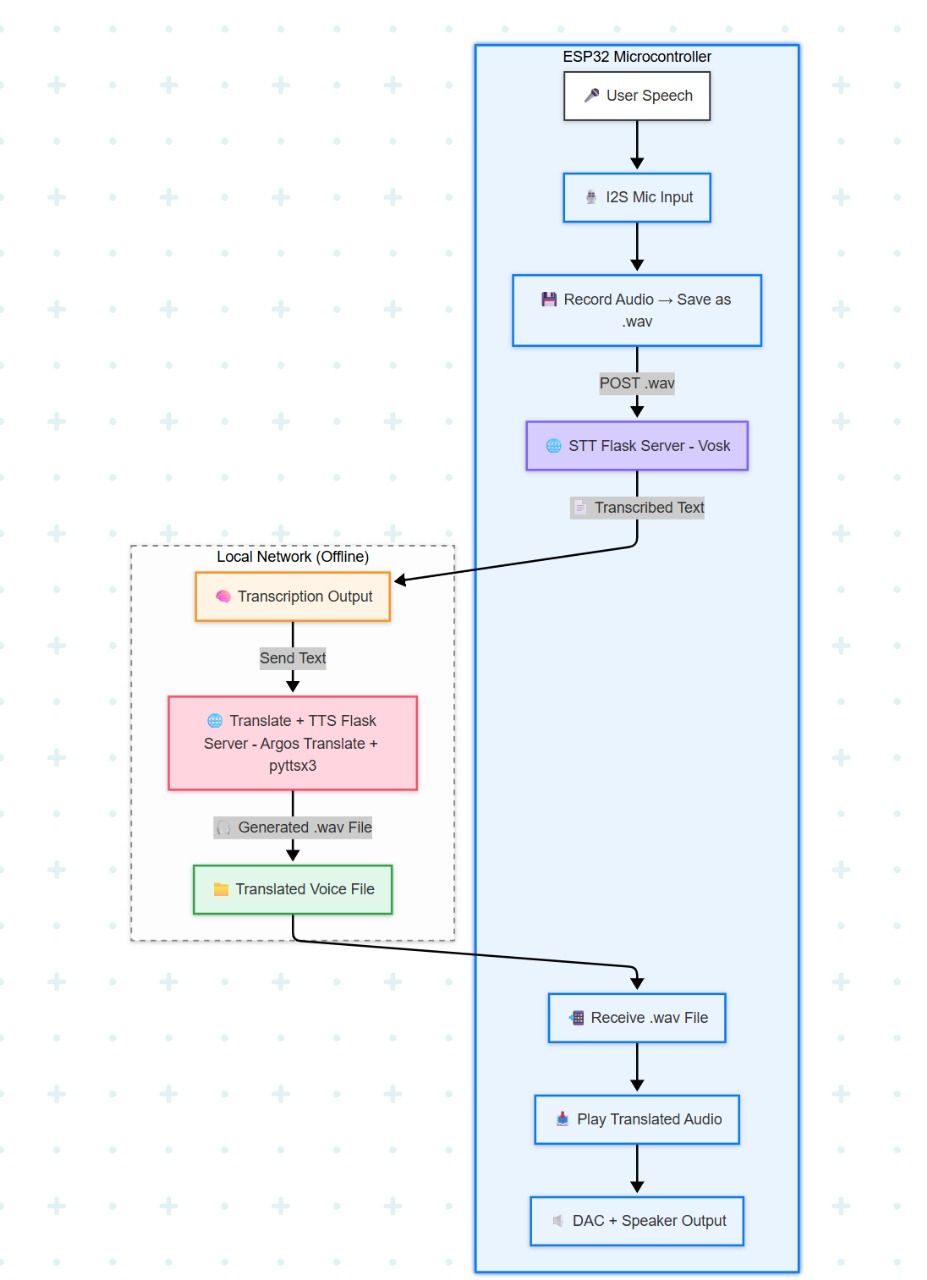 ESP32 Microcontroller
User Speech
I2S Mic Input
Record Audio → Save as
.wav
POST .wav
STT Flask Server - Vosk
Transcribed Text
Local Network (Offline)
Transcription Output
Send Text
Translate + TTS Flask
Server - Argos Translate +
pyttsx3
Generated .wav File
Translated Voice File
Receive .wav File
Play Translated Audio
DAC + Speaker Output